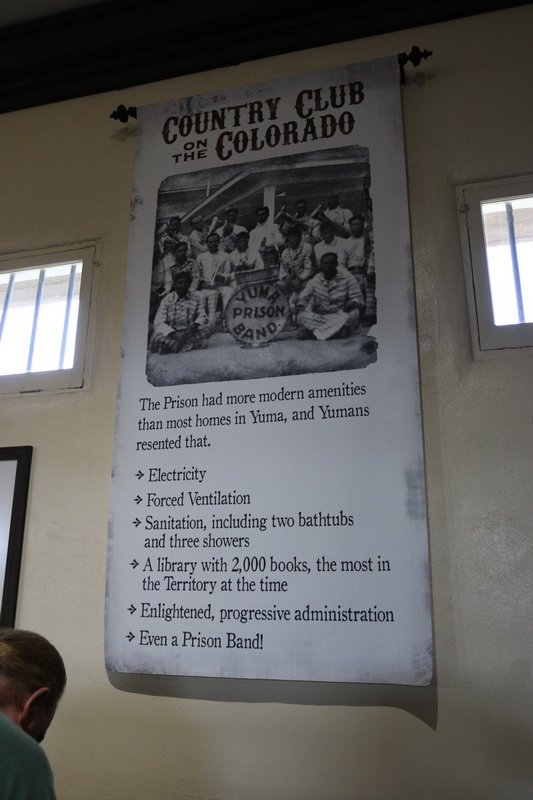 COUNTRY CLUB
ON THE COLORADO
YUMA
PRISON
BAND.
The Prison had more modern amenities
than most homes in Yuma, and Yumans
resented that.
Electricity
Forced Ventilation
Sanitation, including two bathtubs
and three showers
A library with 2,000 books, the most in
the Territory at the time
Enlightened, progressive administration
Even a Prison Band!